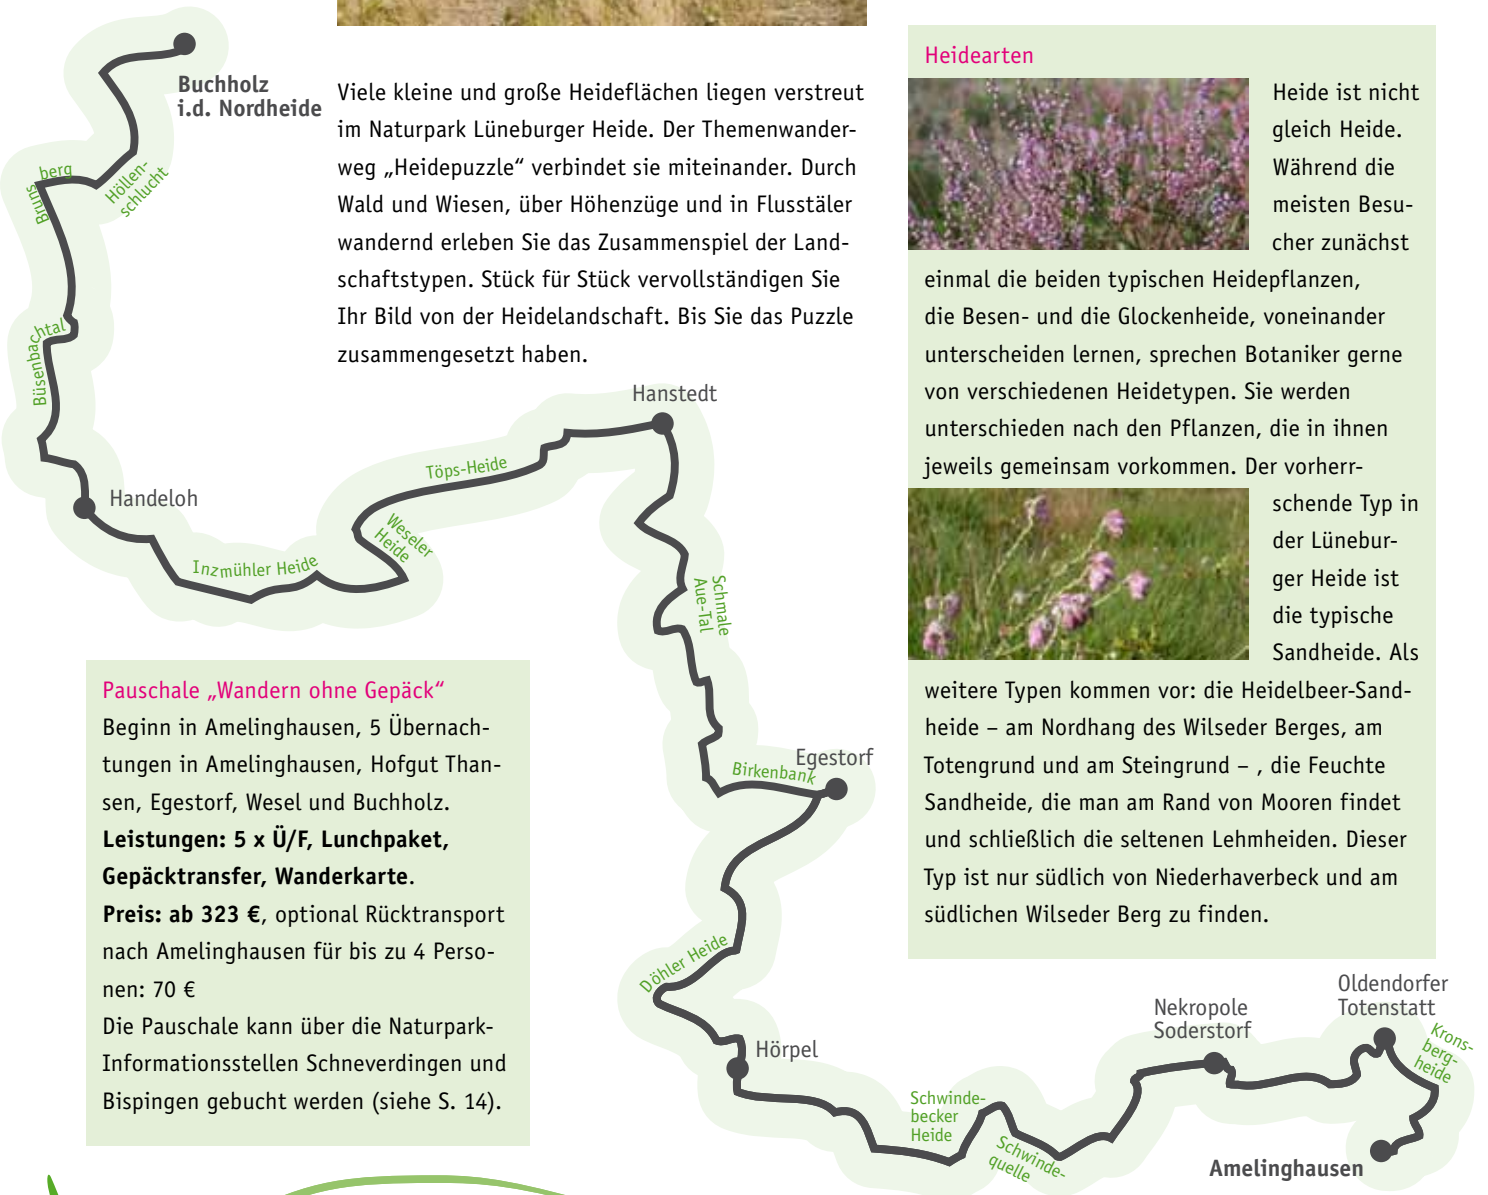 Buchholz
i.d. Nordheide
Höllen-
schlucht
Brunsberg
Büsenbachtal
Handeloh
Inzmühler Heide
Weseler
Heide
Töps-Heide
Hanstedt
Schmale
Aue-Tal
Birkenbank
Egestorf
Döhler Heide
Hörpel
Schwinde-
becker
Heide
Schwinde-
quelle
Nekropole
Soderstorf
Oldendorfer
Totenstatt
Krons-
berg-
heide
Amelinghausen
Viele kleine und große Heideflächen liegen verstreut
im Naturpark Lüneburger Heide. Der Themenwander-
weg „Heidepuzzle“ verbindet sie miteinander. Durch
Wald und Wiesen, über Höhenzüge und in Flusstäler
wandernd erleben Sie das Zusammenspiel der Land-
schaftstypen. Stück für Stück vervollständigen Sie
Ihr Bild von der Heidelandschaft. Bis Sie das Puzzle
zusammengesetzt haben.
Pauschale „Wandern ohne Gepäck“
Beginn in Amelinghausen, 5 Übernach-
tungen in Amelinghausen, Hofgut Than-
sen, Egestorf, Wesel und Buchholz.
Leistungen: 5 x Ü/F, Lunchpaket,
Gepäcktransfer, Wanderkarte.
Preis: ab 323 €, optional Rücktransport
nach Amelinghausen für bis zu 4 Perso-
nen: 70 €
Die Pauschale kann über die Naturpark-
Informationsstellen Schneverdingen und
Bispingen gebucht werden (siehe S. 14).
Heidearten
Heide ist nicht
gleich Heide.
Während die
meisten Besu-
cher zunächst
einmal die beiden typischen Heidepflanzen,
die Besen- und die Glockenheide, voneinander
unterscheiden lernen, sprechen Botaniker gerne
von verschiedenen Heidetypen. Sie werden
unterschieden nach den Pflanzen, die in ihnen
jeweils gemeinsam vorkommen. Der vorherr-
schende Typ in
der Lünebur-
ger Heide ist
die typische
Sandheide. Als
weitere Typen kommen vor: die Heidelbeer-Sand-
heide – am Nordhang des Wilseder Berges, am
Totengrund und am Steingrund – , die Feuchte
Sandheide, die man am Rand von Mooren findet
und schließlich die seltenen Lehmheiden. Dieser
Typ ist nur südlich von Niederhaverbeck und am
südlichen Wilseder Berg zu finden.